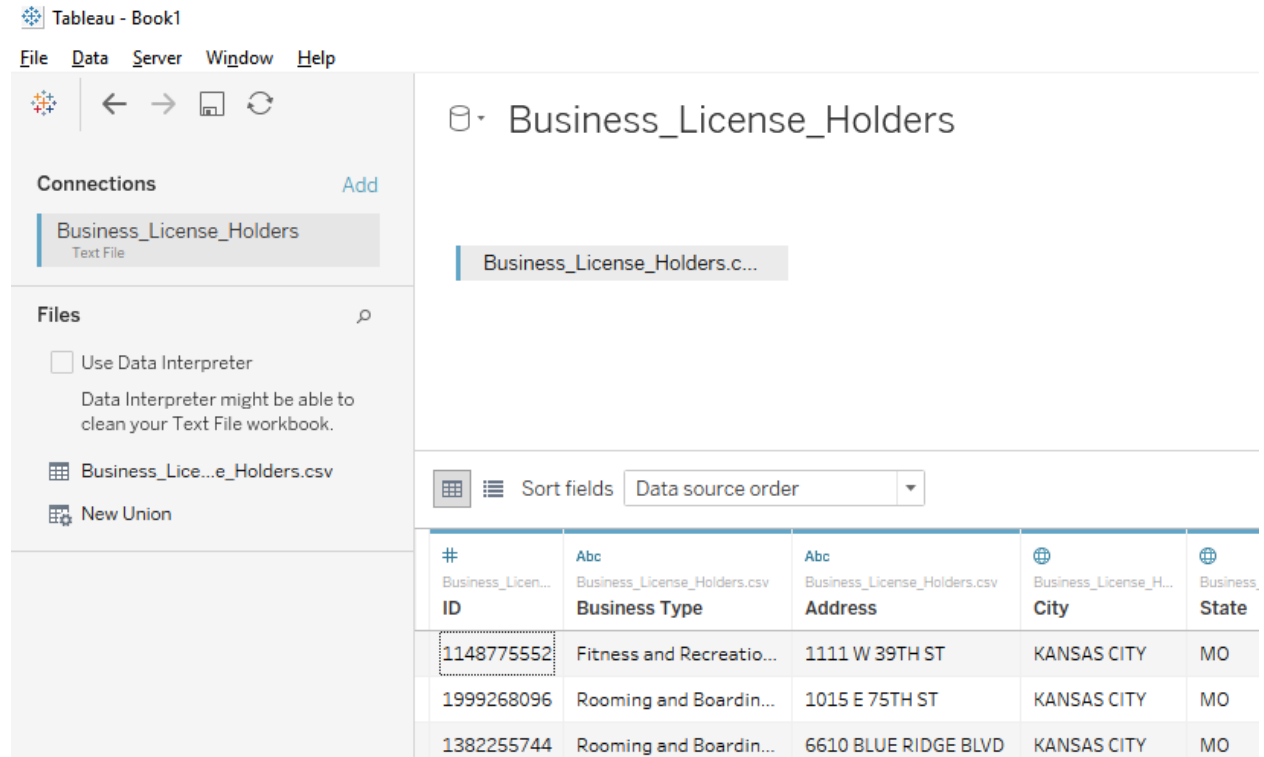 Tableau - Book1
File Data Server Window Help
Connections Add
Business_License_Holders
Text File
Files
Use Data Interpreter
Data Interpreter might be able to
clean your Text File workbook.
Business_Lice...e_Holders.csv
New Union
Business_License_Holders
Business_License_Holders.c...
Sort fields Data source order
# Abc Abc
Business_Licen... Business_License_Holders.csv Business_License_Holders.csv Business_License_H... Business_
ID Business Type Address City State
1148775552 Fitness and Recreatio... 1111 W 39TH ST KANSAS CITY MO
1999268096 Rooming and Boardin... 1015 E 75TH ST KANSAS CITY MO
1382255744 Rooming and Boardin... 6610 BLUE RIDGE BLVD KANSAS CITY MO